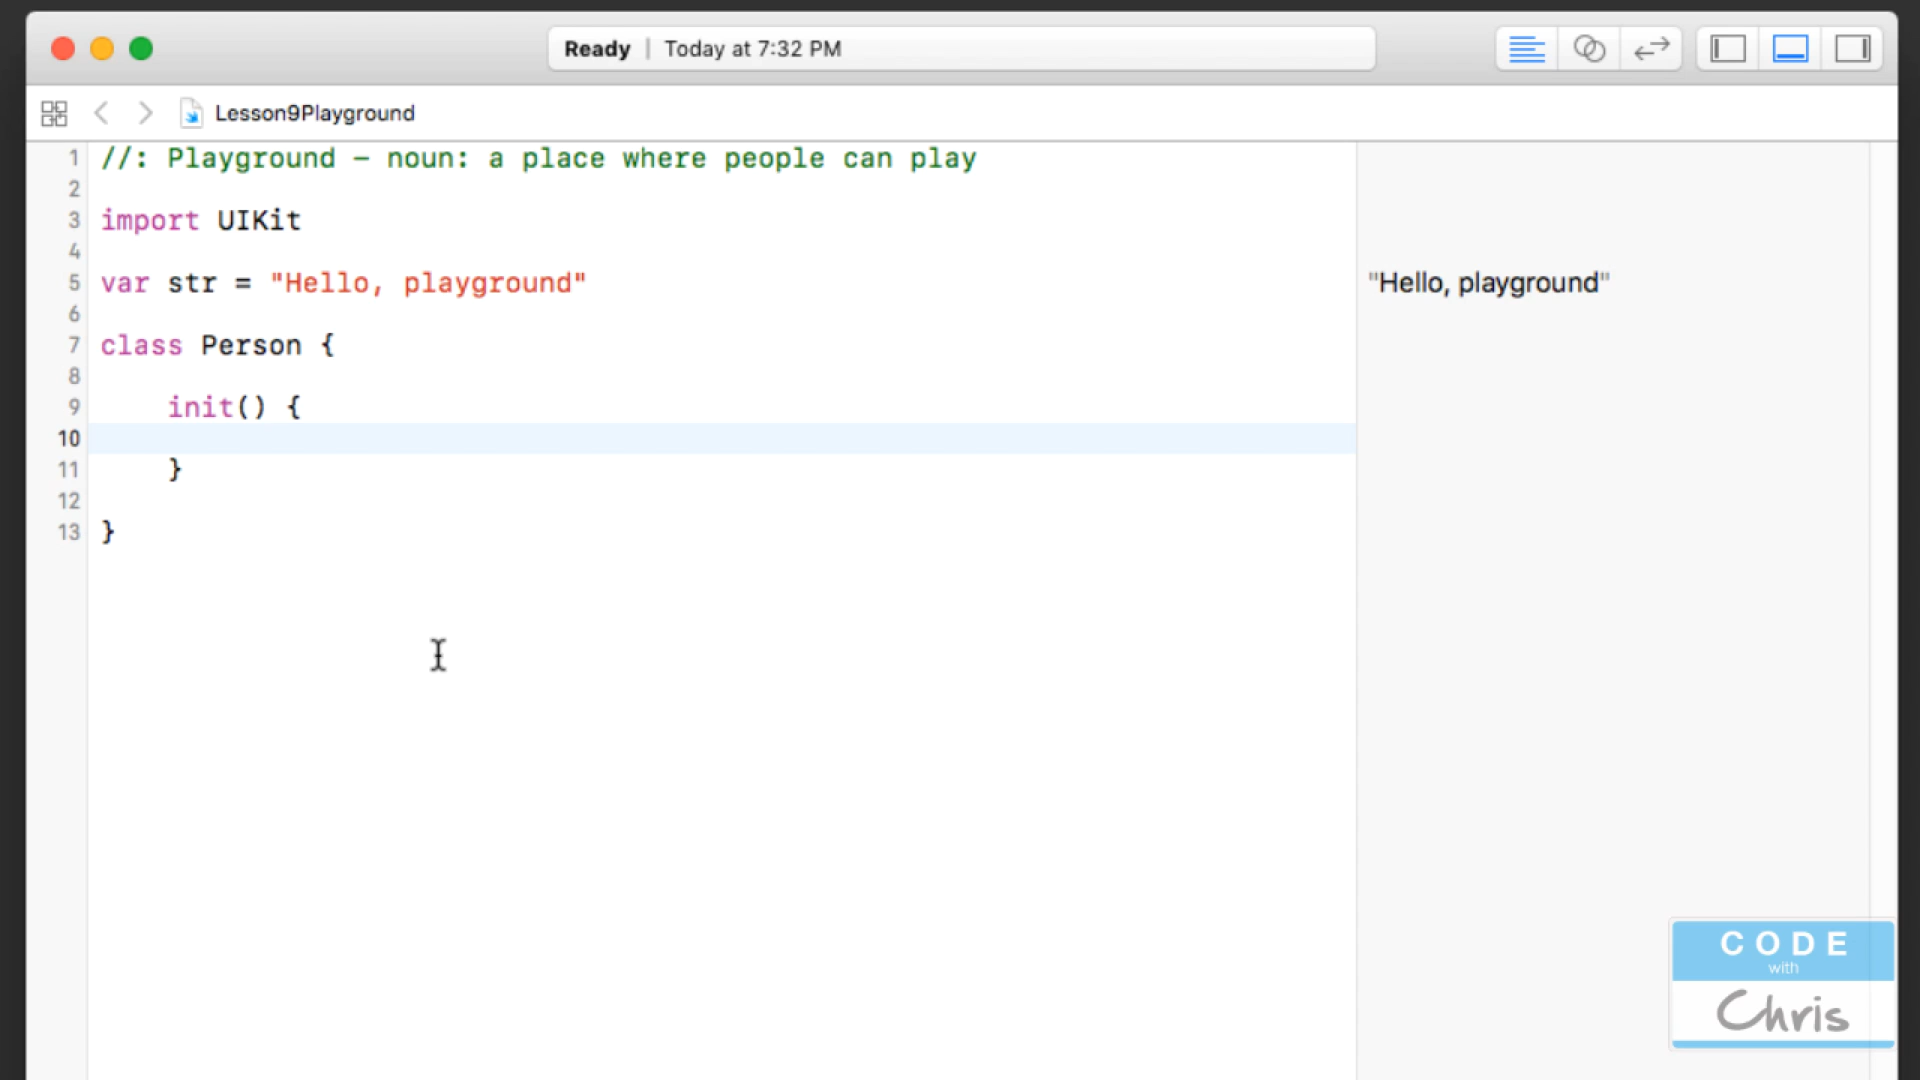 Ready | Today at 7:32 PM
Lesson9Playground
1 //: Playground – noun: a place where people can play
2
3 import UIKit
4
5 var str = "Hello, playground" "Hello, playground"
6
7 class Person {
8
9 init() {
10
11 }
12
13 }
CODE
with
Chris